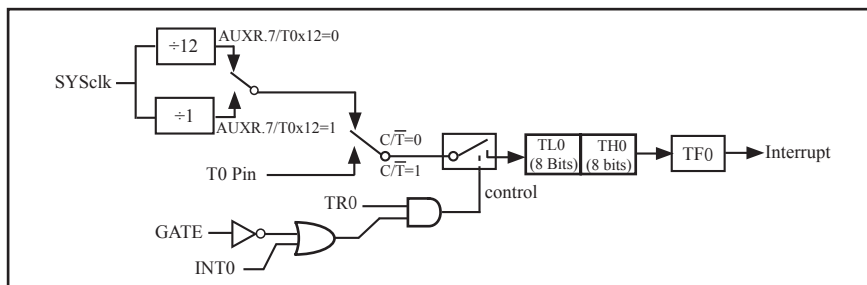 ÷12
AUXR.7/T0x12=0
SYSclk
÷1
AUXR.7/T0x12=1
C/T̅=0
C/T̅=1
T0 Pin
TL0
(8 Bits)
TH0
(8 bits)
TF0
Interrupt
control
TR0
GATE
INT0